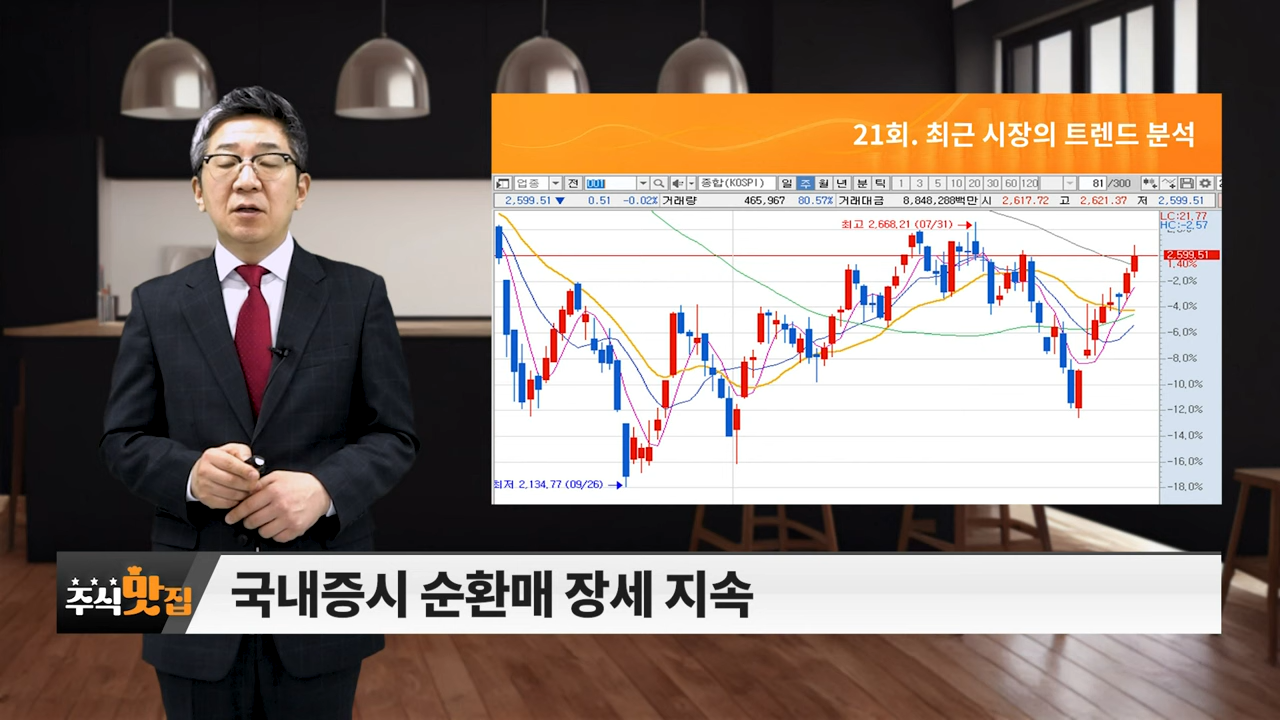 21회. 최근 시장의 트렌드 분석
업종 전 001 종합(KOSPI) 일 주 월 년 분 틱 1 3 5 10 20 30 60 120 81 /300
2,599.51 ▼ 0.51 -0.02% 거래량 465,967 80.57% 거래대금 8,848,288백만 시 2,617.72 고 2,621.37 저 2,599.51
LC:21.77
HC:-2.57
최고 2,668.21 (07/31) →
2,599.51
1.40%
-2.0%
-4.0%
-6.0%
-8.0%
-10.0%
-12.0%
-14.0%
-16.0%
-18.0%
최저 2,134.77 (09/26) →
주식맛집
국내증시 순환매 장세 지속